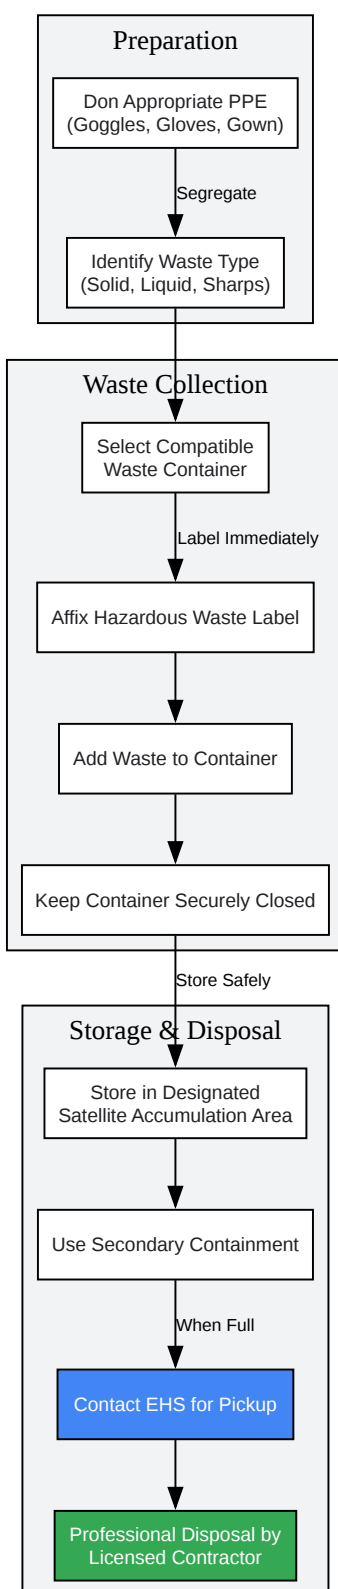 Preparation
Don Appropriate PPE
(Goggles, Gloves, Gown)
Segregate
Identify Waste Type
(Solid, Liquid, Sharps)
Waste Collection
Select Compatible
Waste Container
Label Immediately
Affix Hazardous Waste Label
Add Waste to Container
Keep Container Securely Closed
Store Safely
Storage & Disposal
Store in Designated
Satellite Accumulation Area
Use Secondary Containment
When Full
Contact EHS for Pickup
Professional Disposal by
Licensed Contractor